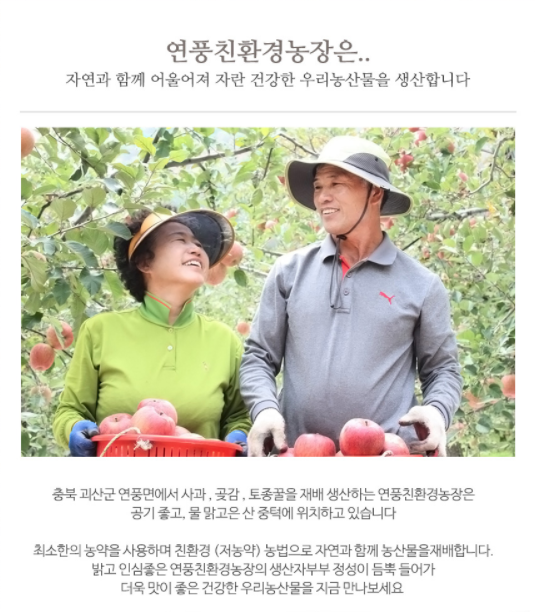 연풍친환경농장은..
자연과 함께 어울어져 자란 건강한 우리농산물을 생산합니다
충북 괴산군 연풍면에서 사과 , 곶감 , 토종꿀을 재배 생산하는 연풍친환경농장은
공기 좋고, 물 맑고은 산 중턱에 위치하고 있습니다
최소한의 농약을 사용하며 친환경 (저농약) 농법으로 자연과 함께 농산물을재배합니다.
밝고 인심좋은 연풍친환경농장의 생산자부부 정성이 듬뿍 들어가
더욱 맛이 좋은 건강한 우리농산물을 지금 만나보세요